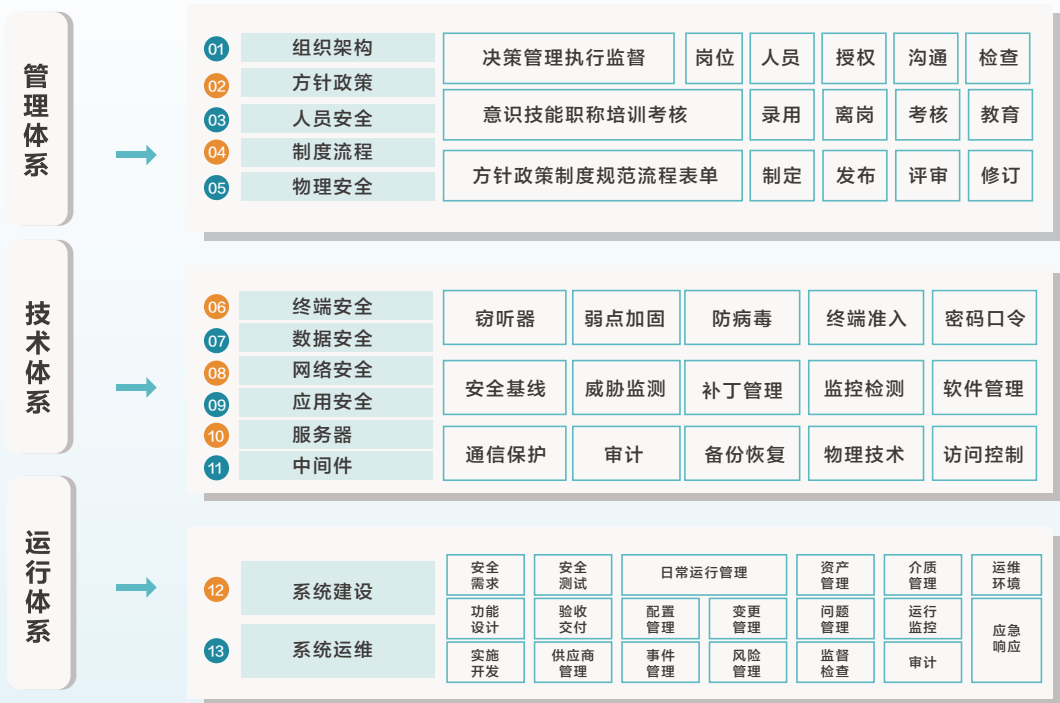 管理体系
01 组织架构
02 方针政策
03 人员安全
04 制度流程
05 物理安全
决策管理执行监督 岗位 人员 授权 沟通 检查
意识技能职称培训考核 录用 离岗 考核 教育
方针政策制度规范流程表单 制定 发布 评审 修订
技术体系
06 终端安全
07 数据安全
08 网络安全
09 应用安全
10 服务器
11 中间件
窃听器 弱点加固 防病毒 终端准入 密码口令
安全基线 威胁监测 补丁管理 监控检测 软件管理
通信保护 审计 备份恢复 物理技术 访问控制
运行体系
12 系统建设
13 系统运维
安全
需求
安全
测试
日常运行管理
资产
管理
介质
管理
运维
环境
功能
设计
验收
交付
配置
管理
变更
管理
问题
管理
运行
监控
应急
响应
实施
开发
供应商
管理
事件
管理
风险
管理
监督
检查
审计